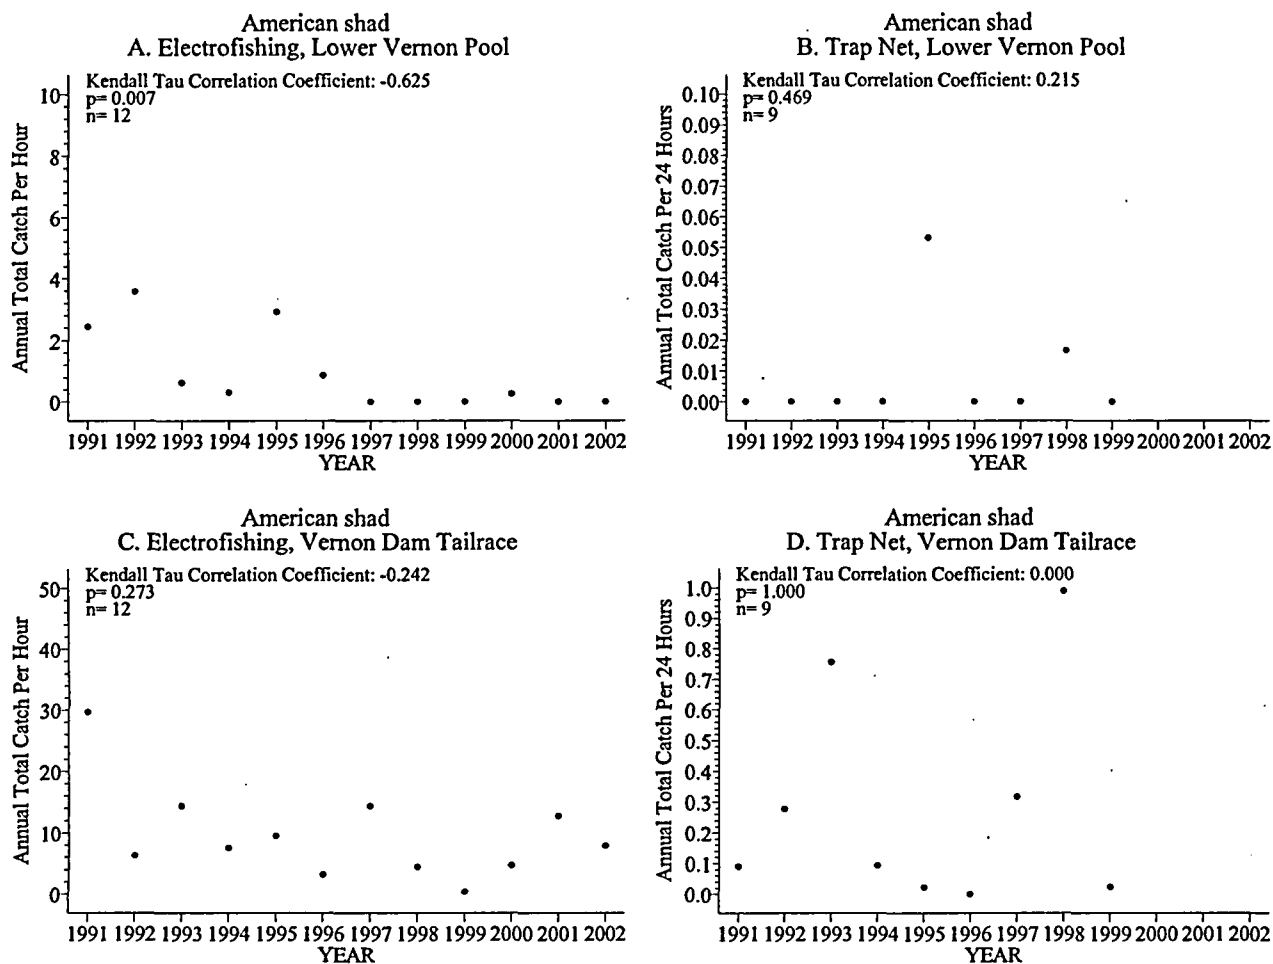 American shad
A. Electrofishing, Lower Vernon Pool
Kendall Tau Correlation Coefficient: -0.625
p= 0.007
n= 12
Annual Total Catch Per Hour
10
8
6
4
2
0
1991 1992 1993 1994 1995 1996 1997 1998 1999 2000 2001 2002
YEAR
American shad
B. Trap Net, Lower Vernon Pool
Kendall Tau Correlation Coefficient: 0.215
p= 0.469
n= 9
Annual Total Catch Per 24 Hours
0.10
0.09
0.08
0.07
0.06
0.05
0.04
0.03
0.02
0.01
0.00
1991 1992 1993 1994 1995 1996 1997 1998 1999 2000 2001 2002
YEAR
American shad
C. Electrofishing, Vernon Dam Tailrace
Kendall Tau Correlation Coefficient: -0.242
p= 0.273
n= 12
Annual Total Catch Per Hour
50
40
30
20
10
0
1991 1992 1993 1994 1995 1996 1997 1998 1999 2000 2001 2002
YEAR
American shad
D. Trap Net, Vernon Dam Tailrace
Kendall Tau Correlation Coefficient: 0.000
p= 1.000
n= 9
Annual Total Catch Per 24 Hours
1.0
0.9
0.8
0.7
0.6
0.5
0.4
0.3
0.2
0.1
0.0
1991 1992 1993 1994 1995 1996 1997 1998 1999 2000 2001 2002
YEAR